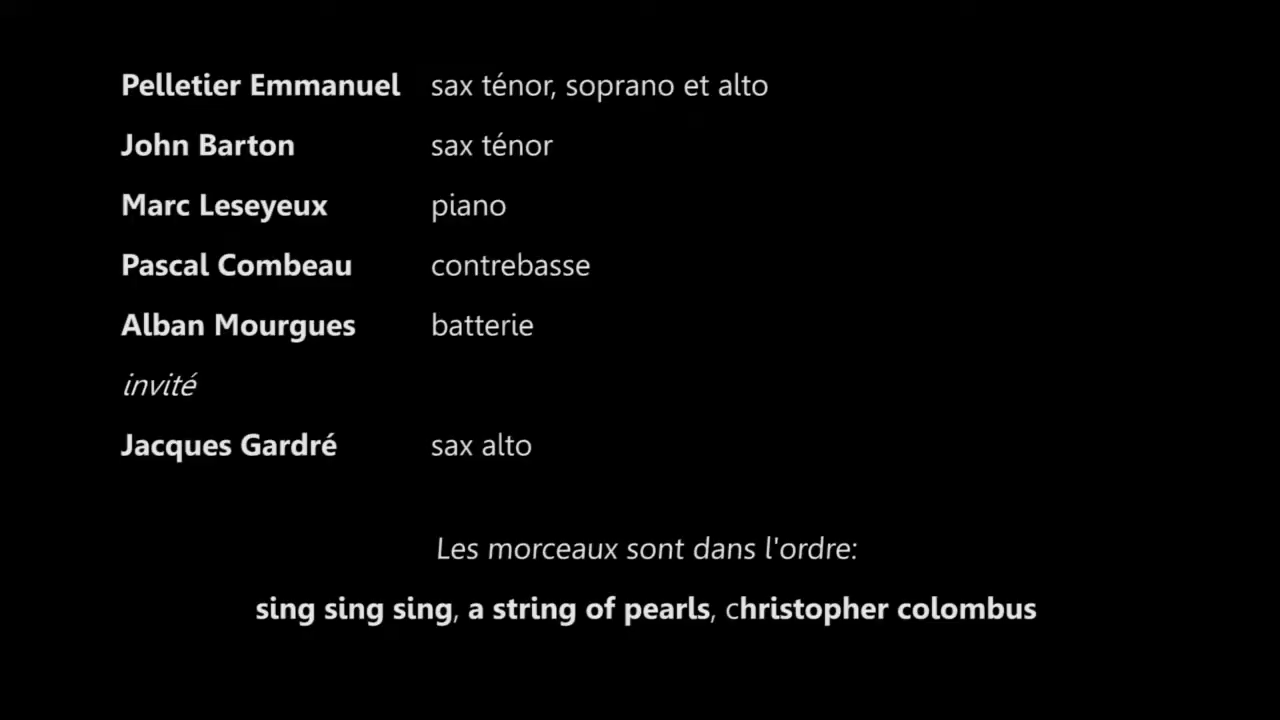 Pelletier Emmanuel sax ténor, soprano et alto
John Barton sax ténor
Marc Leseyeux piano
Pascal Combeau contrebasse
Alban Mourgues batterie
invité
Jacques Gardré sax alto
Les morceaux sont dans l'ordre:
sing sing sing, a string of pearls, christopher colombus